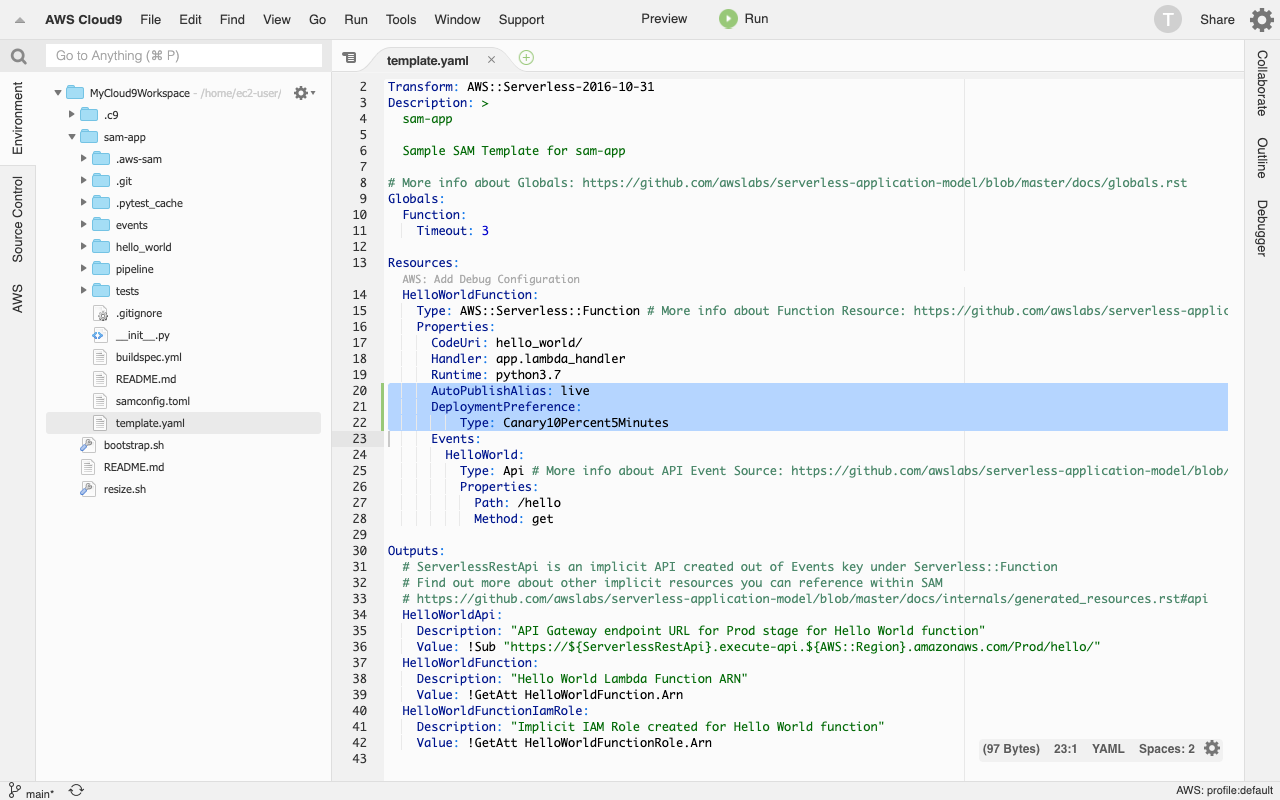 AWS Cloud9 File Edit Find View Go Run Tools Window Support Preview Run T Share
Go to Anything (⌘ P)
template.yaml
Environment
Source Control
AWS
MyCloud9Workspace - /home/ec2-user/
.c9
sam-app
.aws-sam
.git
.pytest_cache
events
hello_world
pipeline
tests
.gitignore
__init__.py
buildspec.yml
README.md
samconfig.toml
template.yaml
bootstrap.sh
README.md
resize.sh
2 Transform: AWS::Serverless-2016-10-31
3 Description: >
4 sam-app
5
6 Sample SAM Template for sam-app
7
8 # More info about Globals: https://github.com/awslabs/serverless-application-model/blob/master/docs/globals.rst
9 Globals:
10 Function:
11 Timeout: 3
12
13 Resources:
AWS: Add Debug Configuration
14 HelloWorldFunction:
15 Type: AWS::Serverless::Function # More info about Function Resource: https://github.com/awslabs/serverless-applic
16 Properties:
17 CodeUri: hello_world/
18 Handler: app.lambda_handler
19 Runtime: python3.7
20 AutoPublishAlias: live
21 DeploymentPreference:
22 Type: Canary10Percent5Minutes
23 Events:
24 HelloWorld:
25 Type: Api # More info about API Event Source: https://github.com/awslabs/serverless-application-model/blob/
26 Properties:
27 Path: /hello
28 Method: get
29
30 Outputs:
31 # ServerlessRestApi is an implicit API created out of Events key under Serverless::Function
32 # Find out more about other implicit resources you can reference within SAM
33 # https://github.com/awslabs/serverless-application-model/blob/master/docs/internals/generated_resources.rst#api
34 HelloWorldApi:
35 Description: "API Gateway endpoint URL for Prod stage for Hello World function"
36 Value: !Sub "https://${ServerlessRestApi}.execute-api.${AWS::Region}.amazonaws.com/Prod/hello/"
37 HelloWorldFunction:
38 Description: "Hello World Lambda Function ARN"
39 Value: !GetAtt HelloWorldFunction.Arn
40 HelloWorldFunctionIamRole:
41 Description: "Implicit IAM Role created for Hello World function"
42 Value: !GetAtt HelloWorldFunctionRole.Arn
43
(97 Bytes) 23:1 YAML Spaces: 2
Collaborate
Outline
Debugger
main*
AWS: profile:default